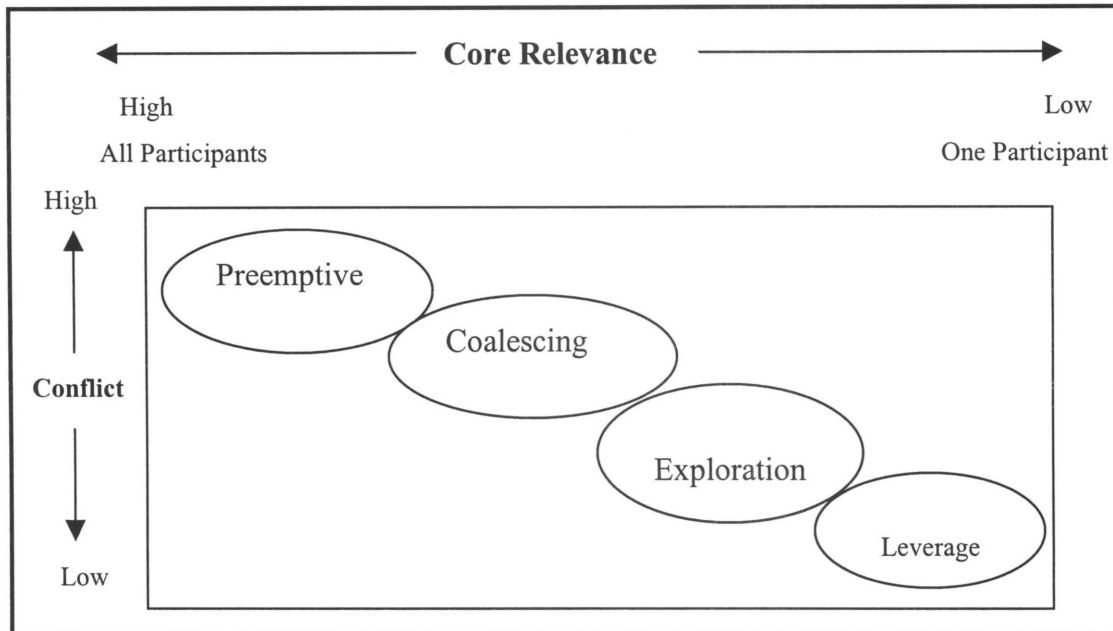 Core Relevance
High
Low
All Participants
One Participant
High
Preemptive
Coalescing
Conflict
Exploration
Leverage
Low